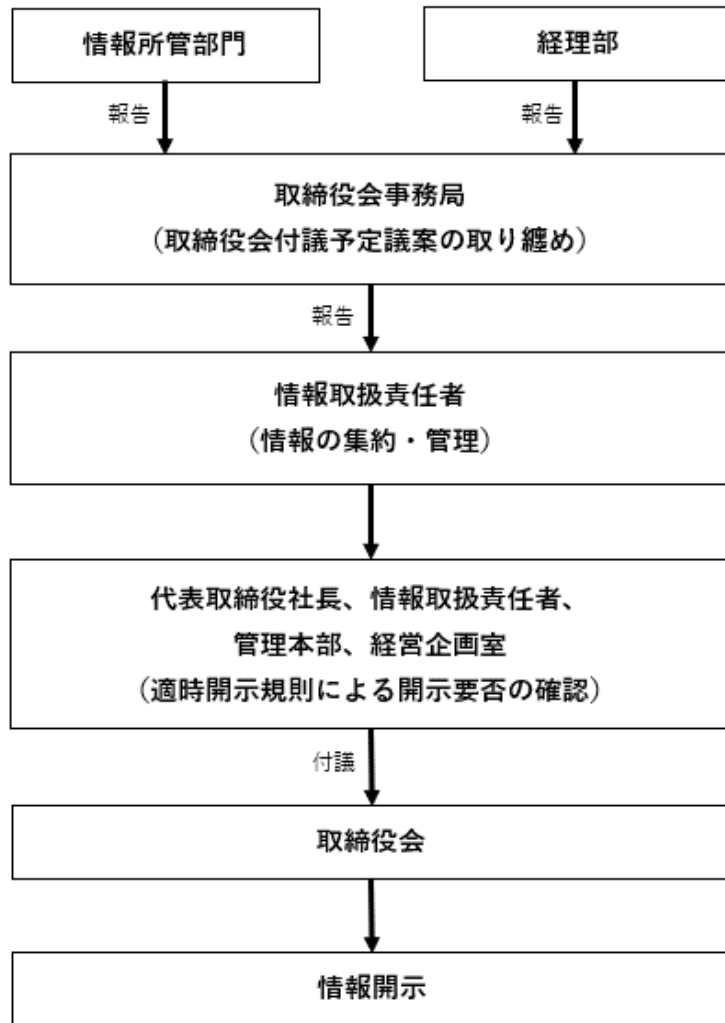 情報所管部門
経理部
報告
報告
取締役会事務局
（取締役会付議予定議案の取り纏め）
報告
情報取扱責任者
（情報の集約・管理）
代表取締役社長、情報取扱責任者、
管理本部、経営企画室
（適時開示規則による開示要否の確認）
付議
取締役会
情報開示